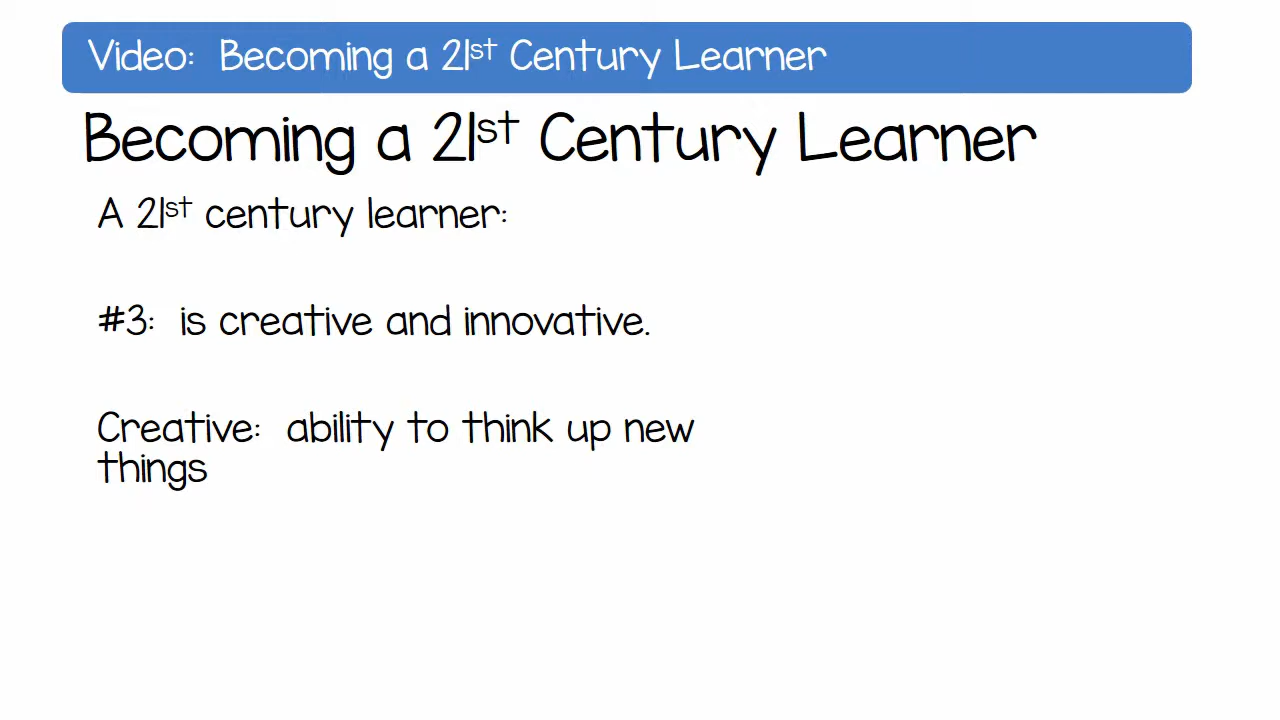 Video:  Becoming a 21st Century Learner
Becoming a 21st Century Learner
A 21st century learner:
#3:  is creative and innovative.
Creative:  ability to think up new
things